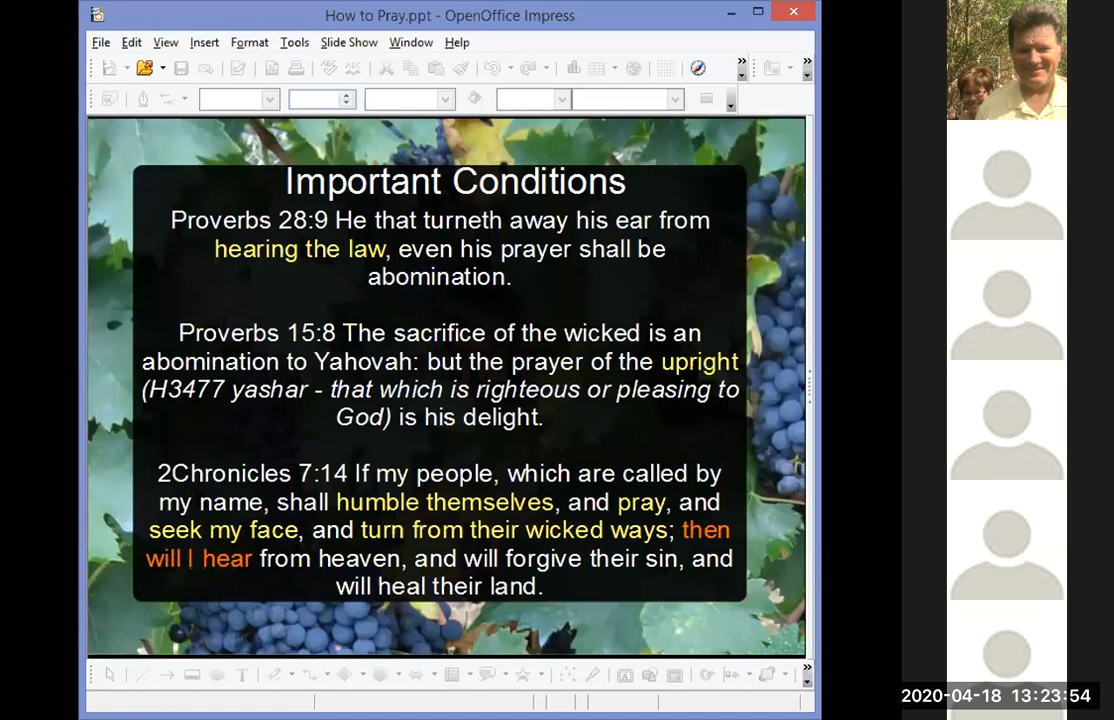 How to Pray.ppt - OpenOffice Impress
File Edit View Insert Format Tools Slide Show Window Help
Important Conditions
Proverbs 28:9 He that turneth away his ear from
hearing the law, even his prayer shall be
abomination.
Proverbs 15:8 The sacrifice of the wicked is an
abomination to Yahovah: but the prayer of the upright
(H3477 yashar - that which is righteous or pleasing to
God) is his delight.
2Chronicles 7:14 If my people, which are called by
my name, shall humble themselves, and pray, and
seek my face, and turn from their wicked ways; then
will I hear from heaven, and will forgive their sin, and
will heal their land.
2020-04-18 13:23:54